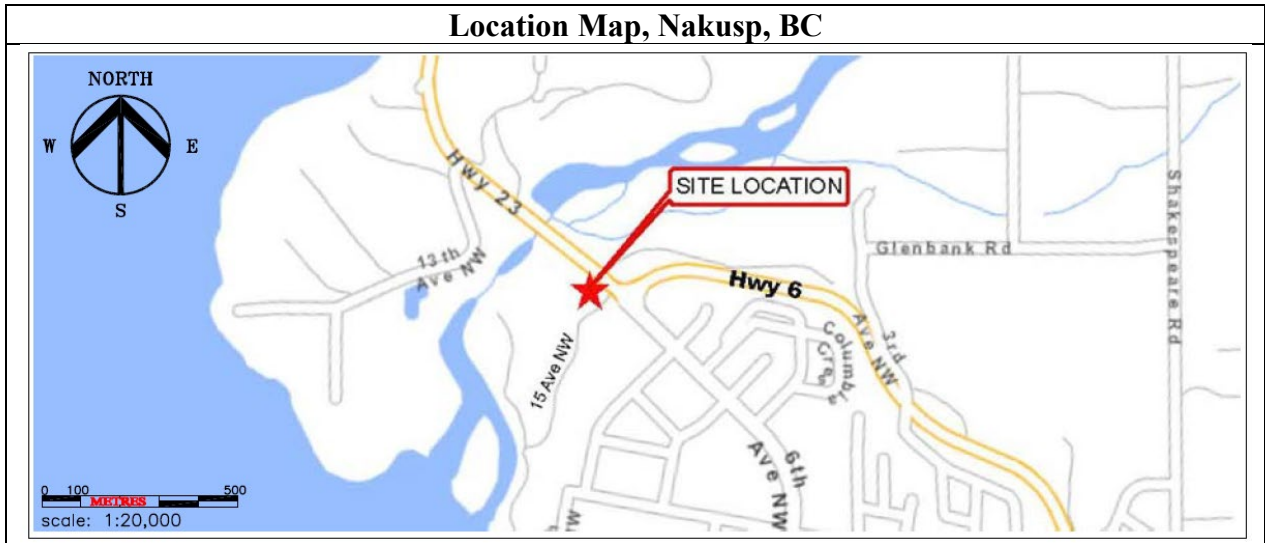 Location Map, Nakusp, BC
NORTH
W
E
S
Hwy 23
SITE LOCATION
13th
Ave NW
Glenbank Rd
Shakespeare Rd
Hwy 6
15 Ave NW
Columbia
Cres
3rd
Ave NW
6th
Ave NW
W
0 100 500
METRES
scale: 1:20,000